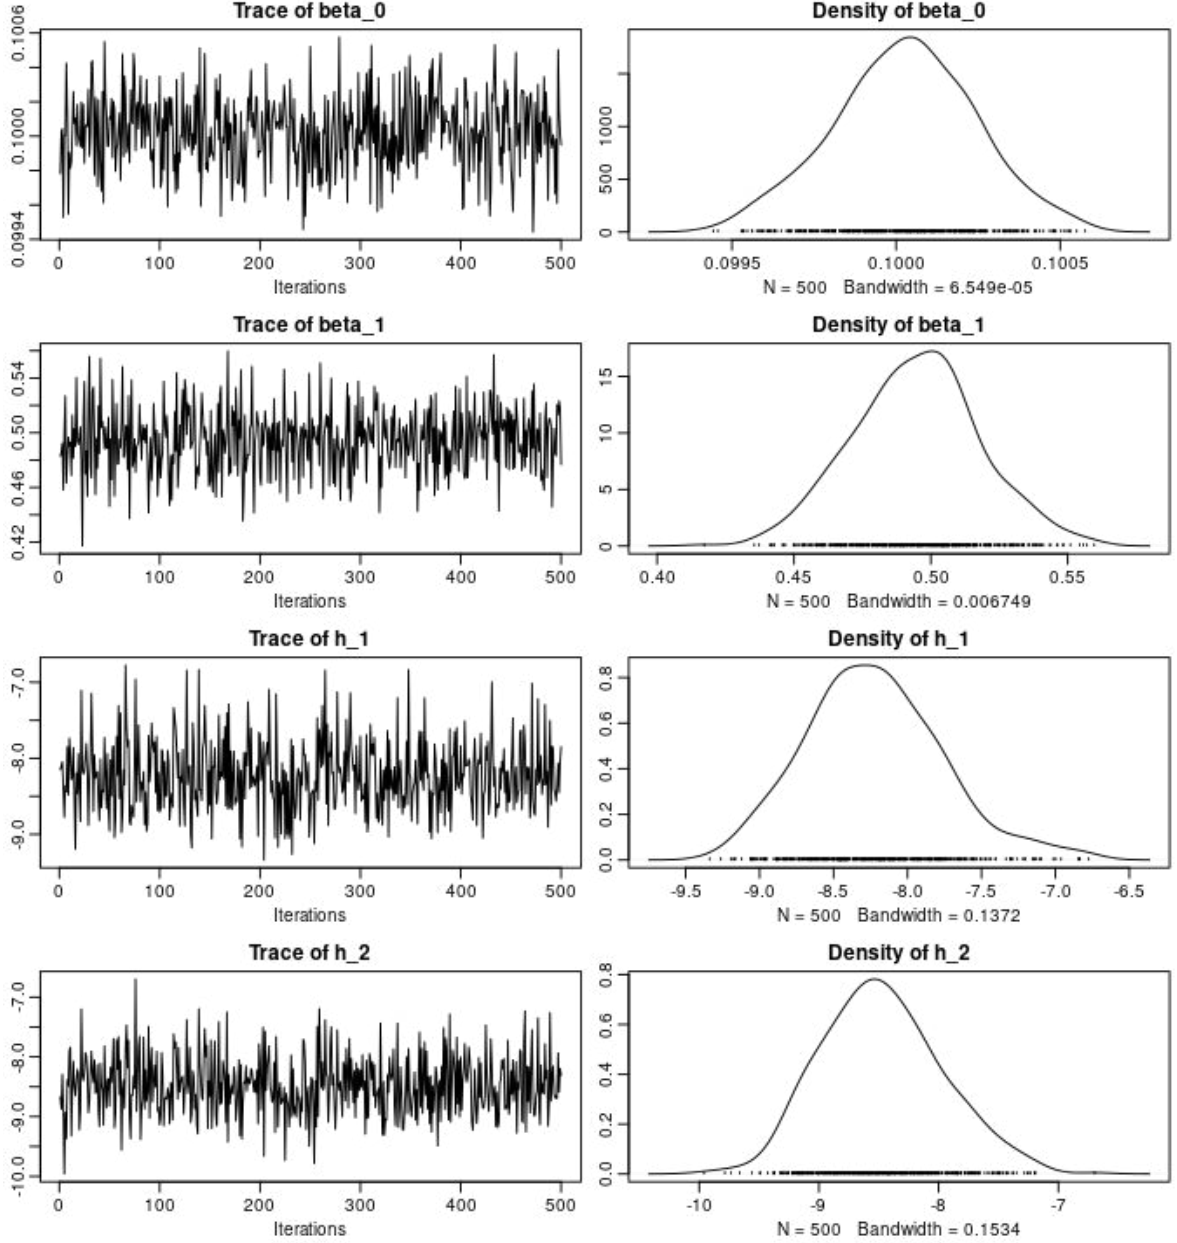 Trace of beta_0
0.0994 0.1000 0.1006
0 100 200 300 400 500
Iterations
Density of beta_0
0 500 1000
0.0995 0.1000 0.1005
N = 500 Bandwidth = 6.549e-05
Trace of beta_1
0.42 0.46 0.50 0.54
0 100 200 300 400 500
Iterations
Density of beta_1
0 5 10 15
0.40 0.45 0.50 0.55
N = 500 Bandwidth = 0.006749
Trace of h_1
-9.0 -8.0 -7.0
0 100 200 300 400 500
Iterations
Density of h_1
0.0 0.2 0.4 0.6 0.8
-9.5 -9.0 -8.5 -8.0 -7.5 -7.0 -6.5
N = 500 Bandwidth = 0.1372
Trace of h_2
-10.0 -9.0 -8.0 -7.0
0 100 200 300 400 500
Iterations
Density of h_2
0.0 0.2 0.4 0.6 0.8
-10 -9 -8 -7
N = 500 Bandwidth = 0.1534